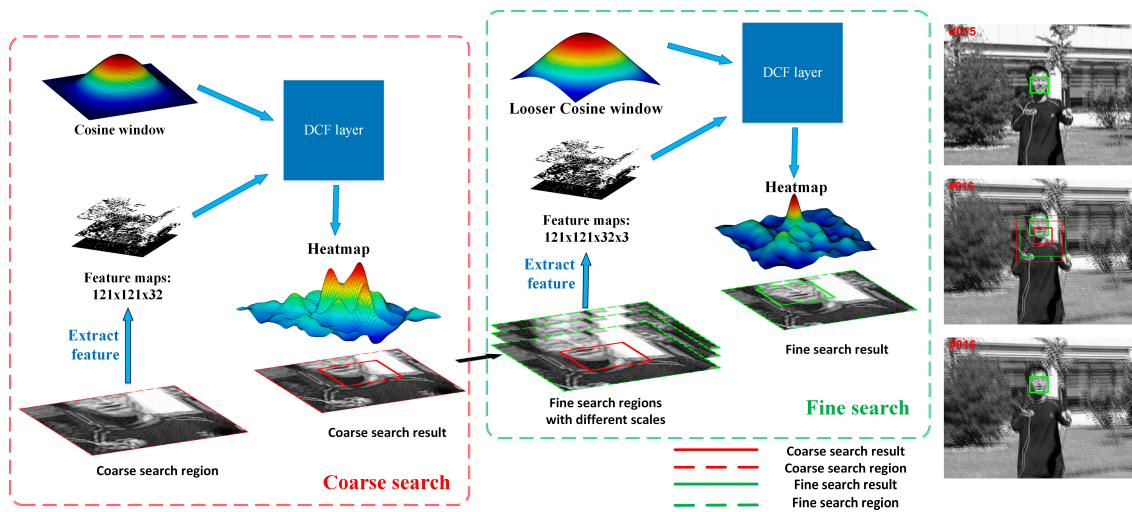 Cosine window
DCF layer
Feature maps:
121x121x32
Extract
feature
Heatmap
Coarse search region
Coarse search result
Coarse search
Looser Cosine window
DCF layer
Feature maps:
121x121x32x3
Extract
feature
Heatmap
Fine search regions
with different scales
Fine search result
Fine search
Coarse search result
Coarse search region
Fine search result
Fine search region
#015
#016
#016